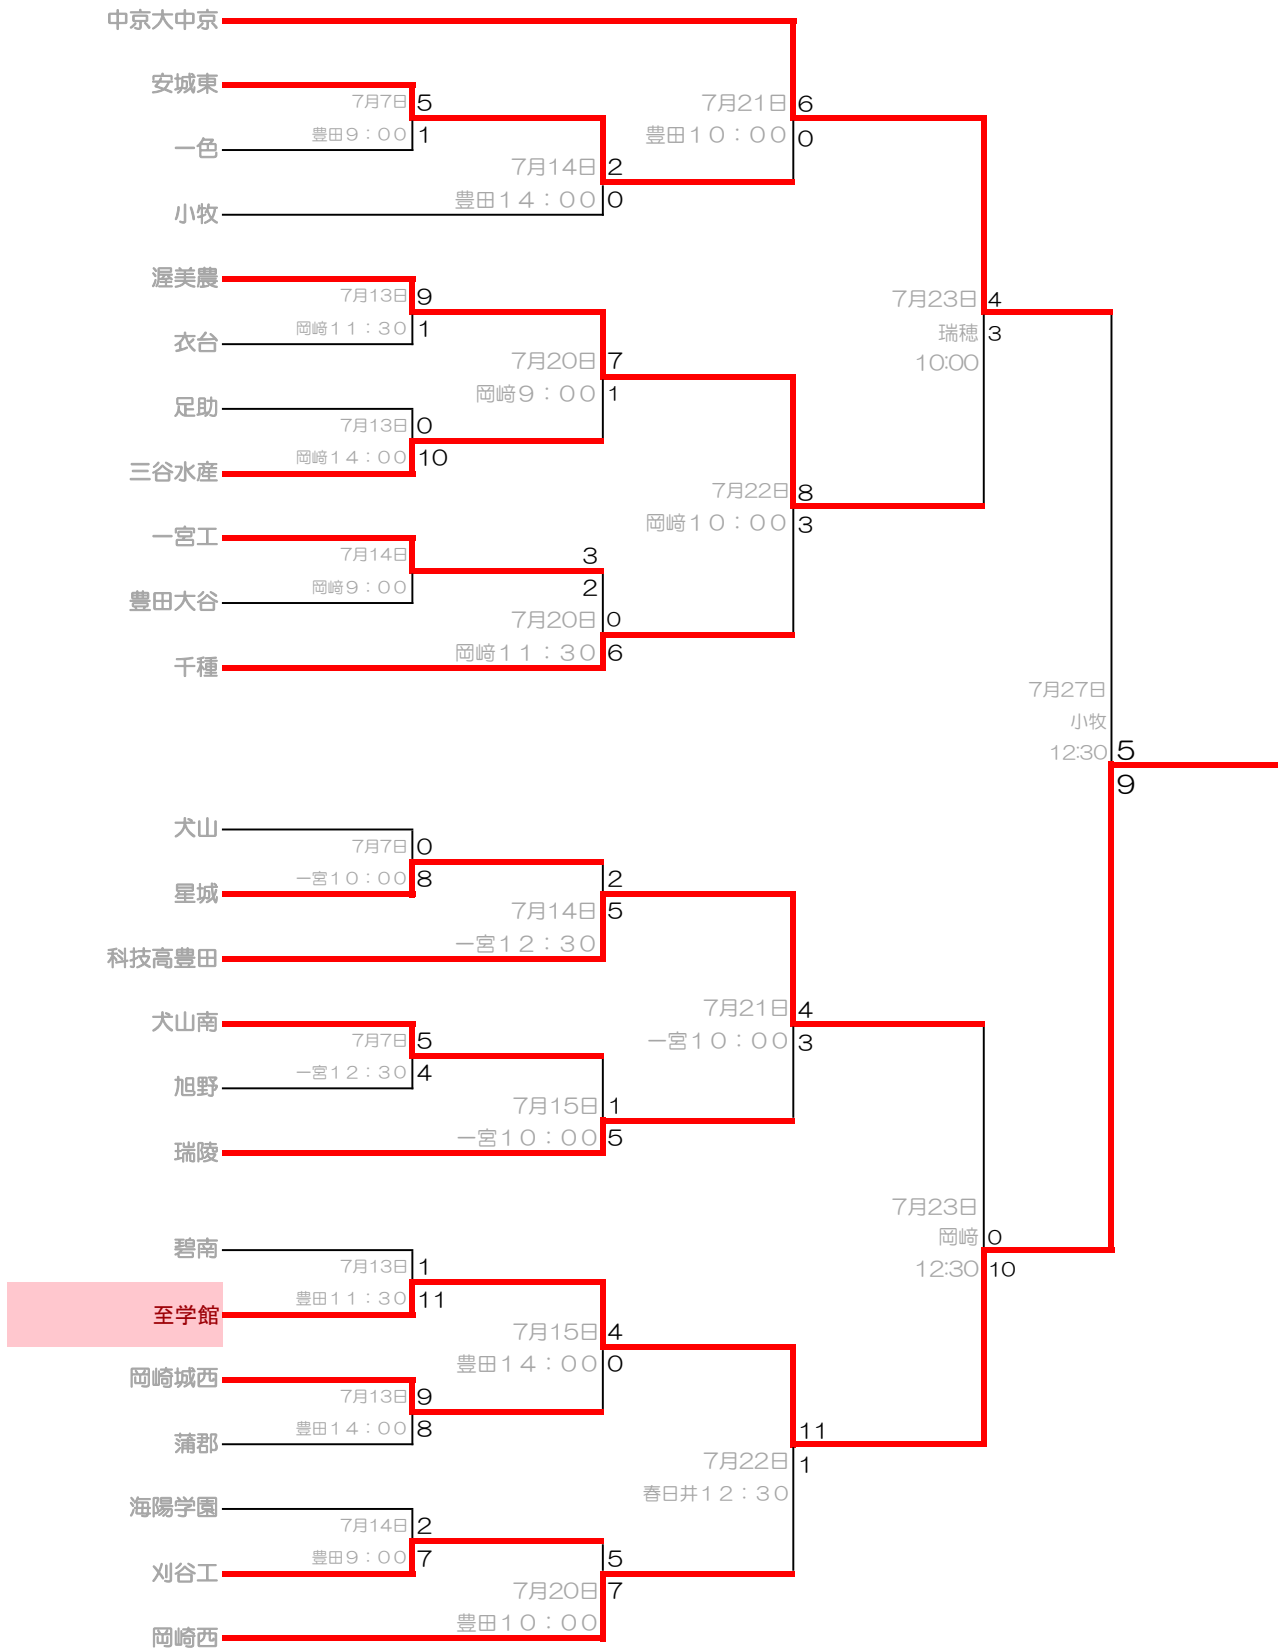 中京大中京
安城東
7月7日 5
豊田９：００ 1
一色
7月14日 2
豊田１４：００ 0
小牧
7月21日 6
豊田１０：００ 0
渥美農
7月13日 9
岡﨑１１：３０ 1
衣台
7月20日 7
岡﨑９：００ 1
足助
7月13日 0
岡﨑１４：００ 10
三谷水産
7月23日 4
瑞穂 3
10:00
7月22日 8
岡﨑１０：００ 3
一宮工
7月14日 3
岡﨑９：００ 2
豊田大谷
7月20日 0
岡﨑１１：３０ 6
千種
7月27日
小牧
12:30 5
9
犬山
7月7日 0
一宮１０：００ 8
星城
2
7月14日 5
一宮１２：３０
科技高豊田
7月21日 4
一宮１０：００ 3
犬山南
7月7日 5
一宮１２：３０ 4
旭野
7月15日 1
一宮１０：００ 5
瑞陵
7月23日
岡﨑 0
12:30 10
碧南
7月13日 1
豊田１１：３０ 11
至学館
7月15日 4
豊田１４：００ 0
岡崎城西
7月13日 9
豊田１４：００ 8
蒲郡
11
7月22日 1
春日井１２：３０
海陽学園
7月14日 2
豊田９：００ 7
刈谷工
5
7月20日 7
豊田１０：００
岡崎西